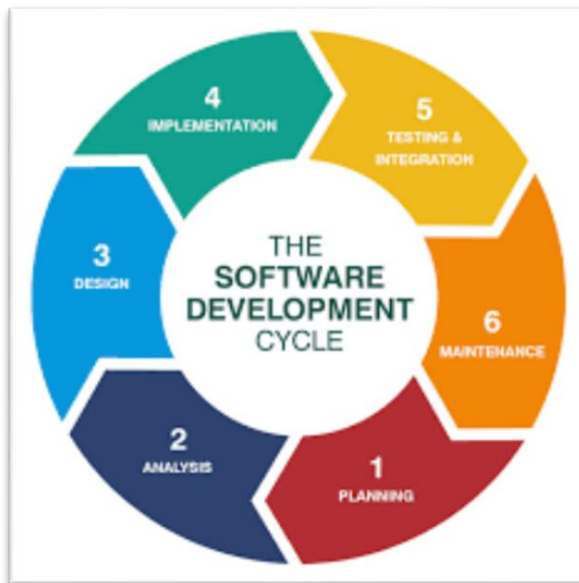 THE
SOFTWARE
DEVELOPMENT
CYCLE
1
PLANNING
2
ANALYSIS
3
DESIGN
4
IMPLEMENTATION
5
TESTING &
INTEGRATION
6
MAINTENANCE